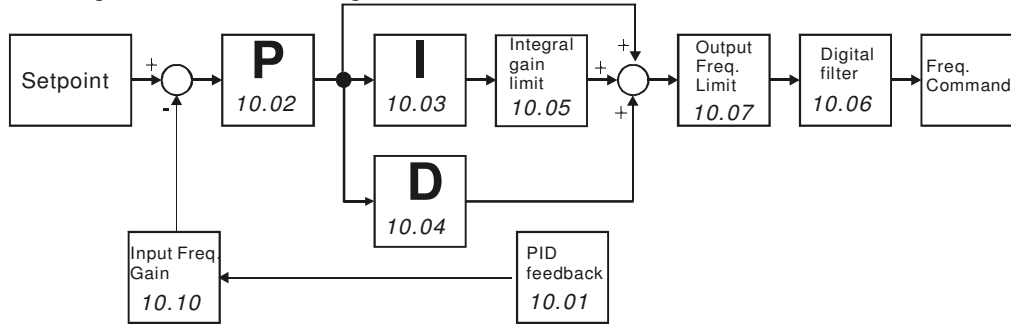 Setpoint
+
-
P
10.02
I
10.03
Integral
gain
limit
10.05
+
+
+
Output
Freq.
Limit
10.07
Digital
filter
10.06
Freq.
Command
D
10.04
Input Freq.
Gain
10.10
PID
feedback
10.01